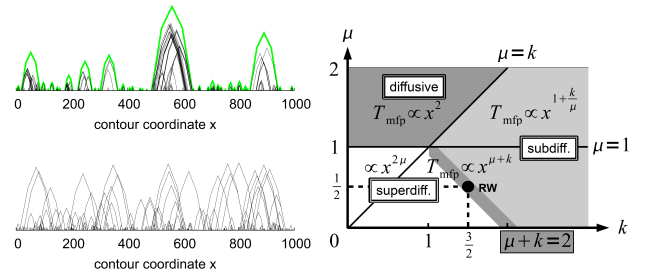 0 200 400 600 800 1000
contour coordinate x
0 200 400 600 800 1000
contour coordinate x
μ
μ=k
2
diffusive
T_mfp ∝ x^2
T_mfp ∝ x^{1+k/μ}
1
subdiff.
μ=1
∝ x^{2μ}
T_mfp ∝ x^{μ+k}
1/2
superdiff.
RW
0
1
3/2
μ+k=2
k